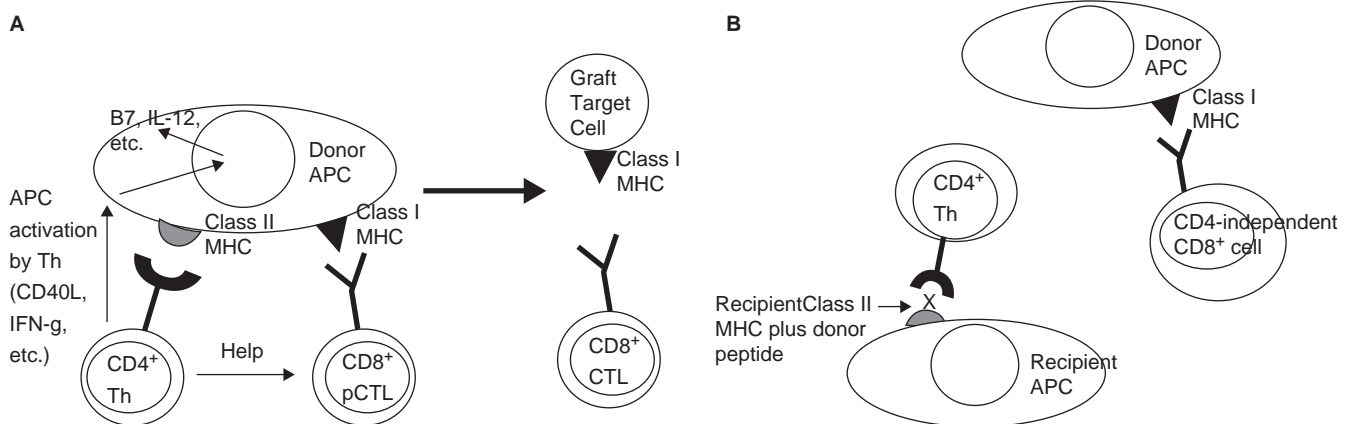 A
B7, IL-12,
etc.
Donor
APC
APC
activation
by Th
(CD40L,
IFN-g,
etc.)
Class II
MHC
Class I
MHC
CD4+
Th
Help
CD8+
pCTL
Graft
Target
Cell
Class I
MHC
CD8+
CTL
B
Donor
APC
Class I
MHC
CD4+
Th
CD4-independent
CD8+ cell
RecipientClass II
MHC plus donor
peptide
X
Recipient
APC